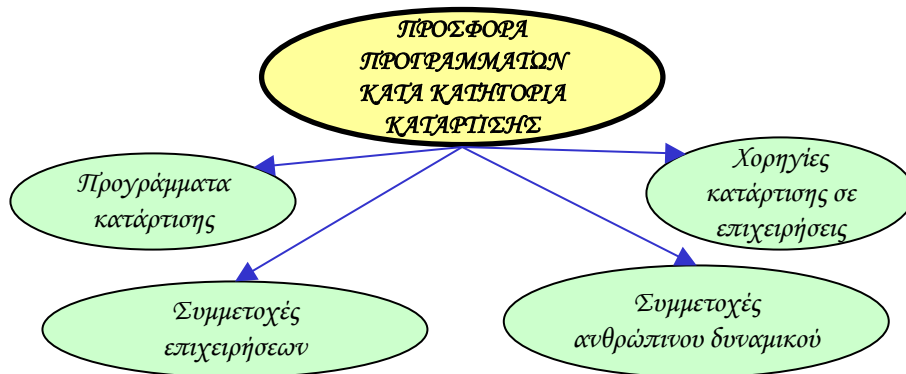 ΠΡΟΣΦΟΡΑ
ΠΡΟΓΡΑΜΜΑΤΩΝ
ΚΑΤΑ ΚΑΤΗΓΟΡΙΑ
ΚΑΤΑΡΤΙΣΗΣ
Προγράμματα
κατάρτισης
Χορηγίες
κατάρτισης σε
επιχειρήσεις
Συμμετοχές
επιχειρήσεων
Συμμετοχές
ανθρώπινου δυναμικού